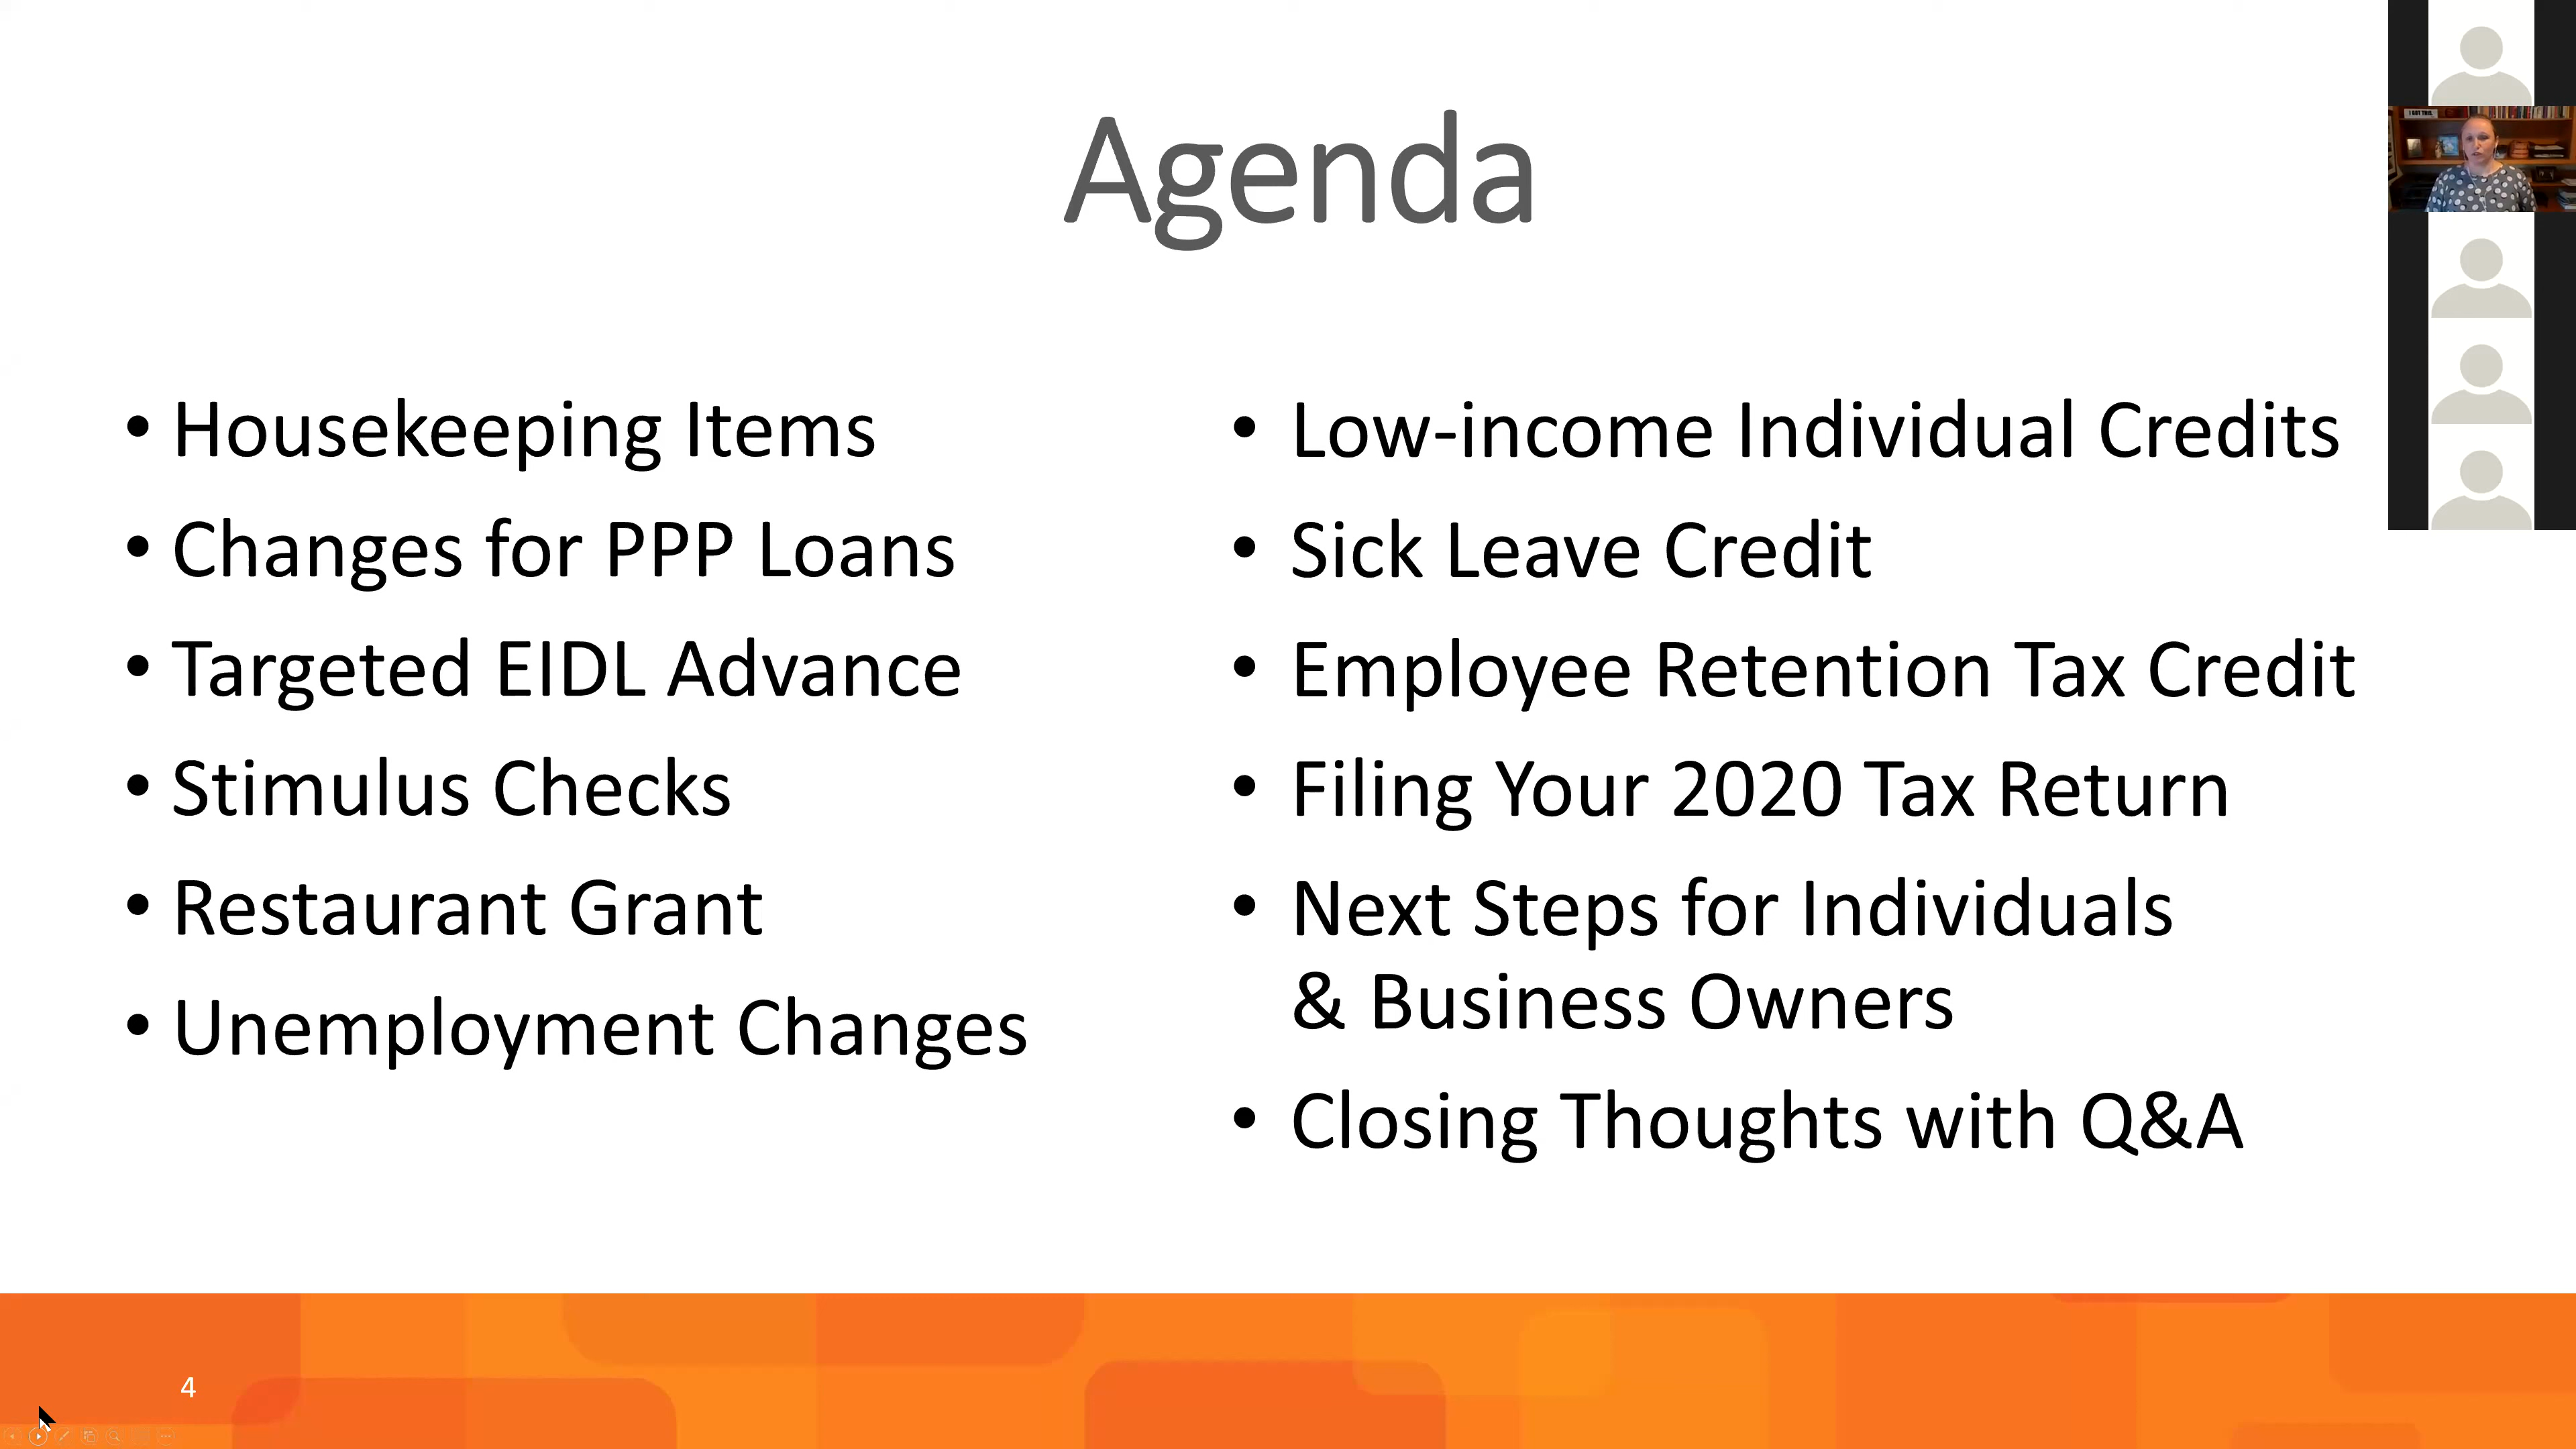 Agenda
• Housekeeping Items
• Changes for PPP Loans
• Targeted EIDL Advance
• Stimulus Checks
• Restaurant Grant
• Unemployment Changes
• Low-income Individual Credits
• Sick Leave Credit
• Employee Retention Tax Credit
• Filing Your 2020 Tax Return
• Next Steps for Individuals
& Business Owners
• Closing Thoughts with Q&A
4
I GOT THIS